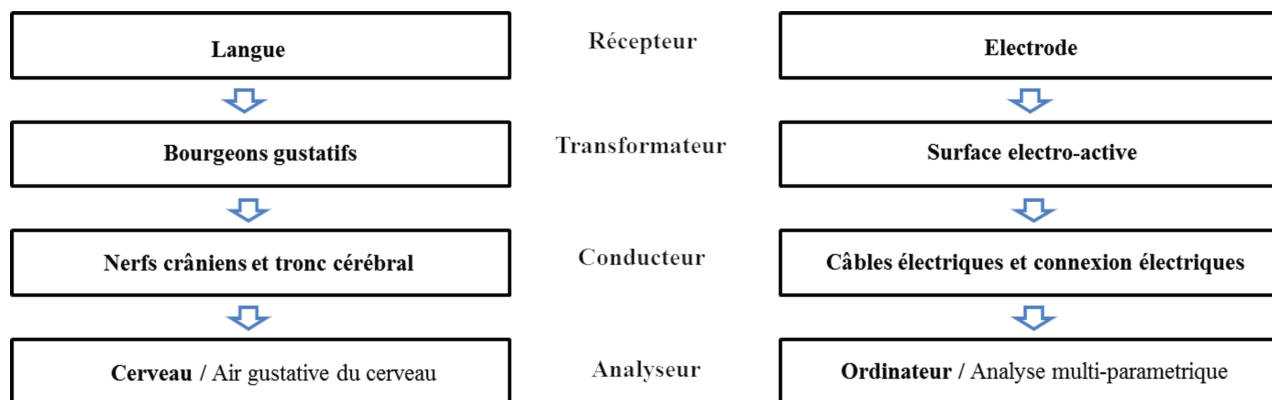 Langue
Récepteur
Electrode
Bourgeons gustatifs
Transformateur
Surface electro-active
Nerfs crâniens et tronc cérébral
Conducteur
Câbles électriques et connexion électriques
Cerveau / Air gustative du cerveau
Analyseur
Ordinateur / Analyse multi-parametrique